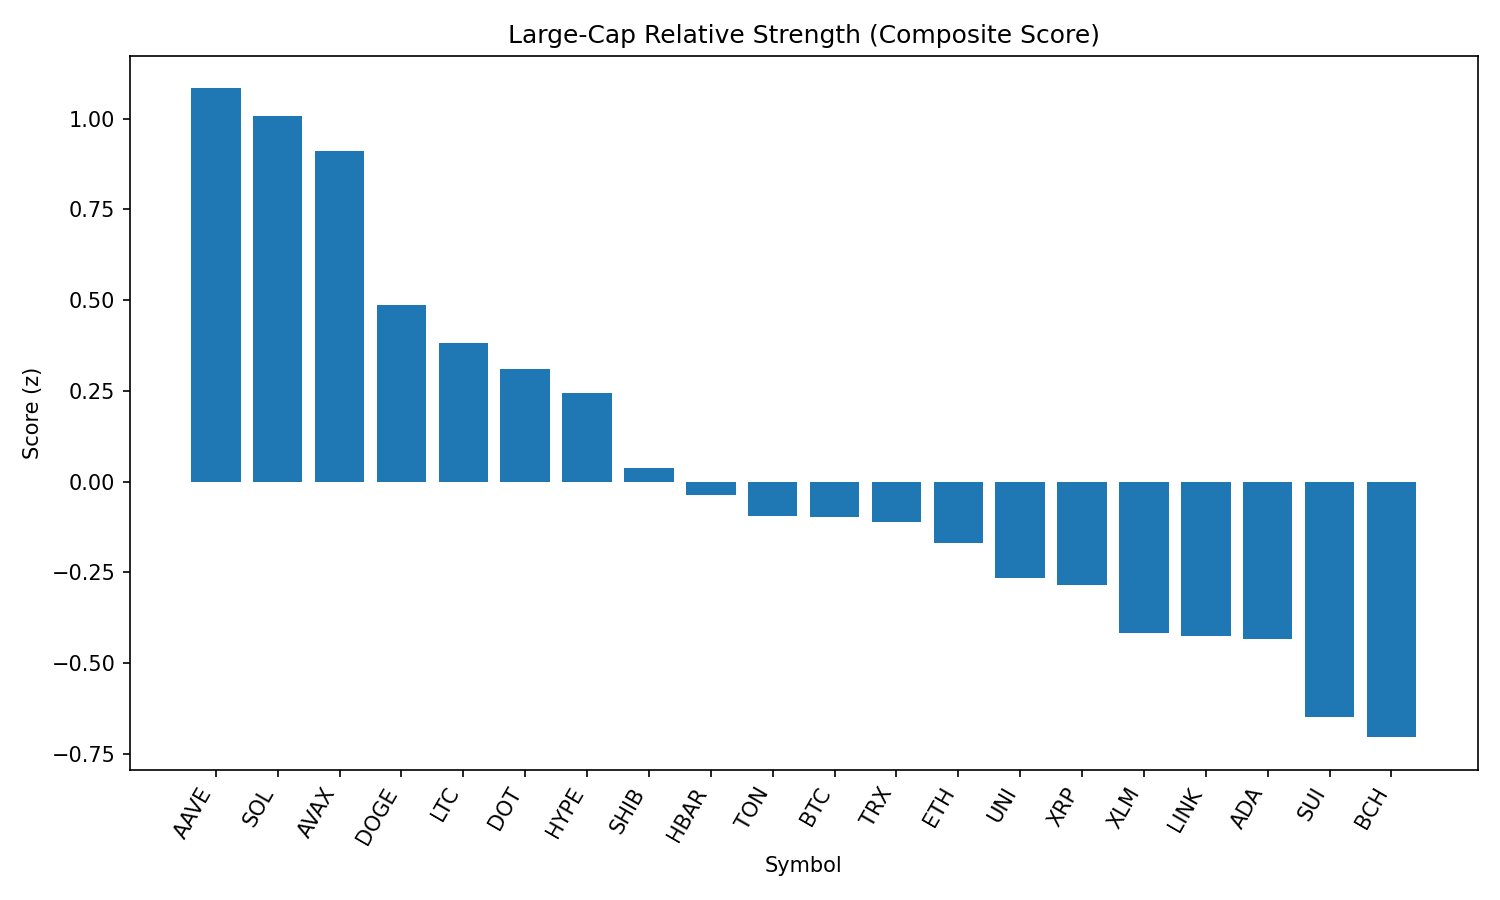 Large-Cap Relative Strength (Composite Score)
Score (z)
1.00
0.75
0.50
0.25
0.00
−0.25
−0.50
−0.75
AAVE
SOL
AVAX
DOGE
LTC
DOT
HYPE
SHIB
HBAR
TON
BTC
TRX
ETH
UNI
XRP
XLM
LINK
ADA
SUI
BCH
Symbol